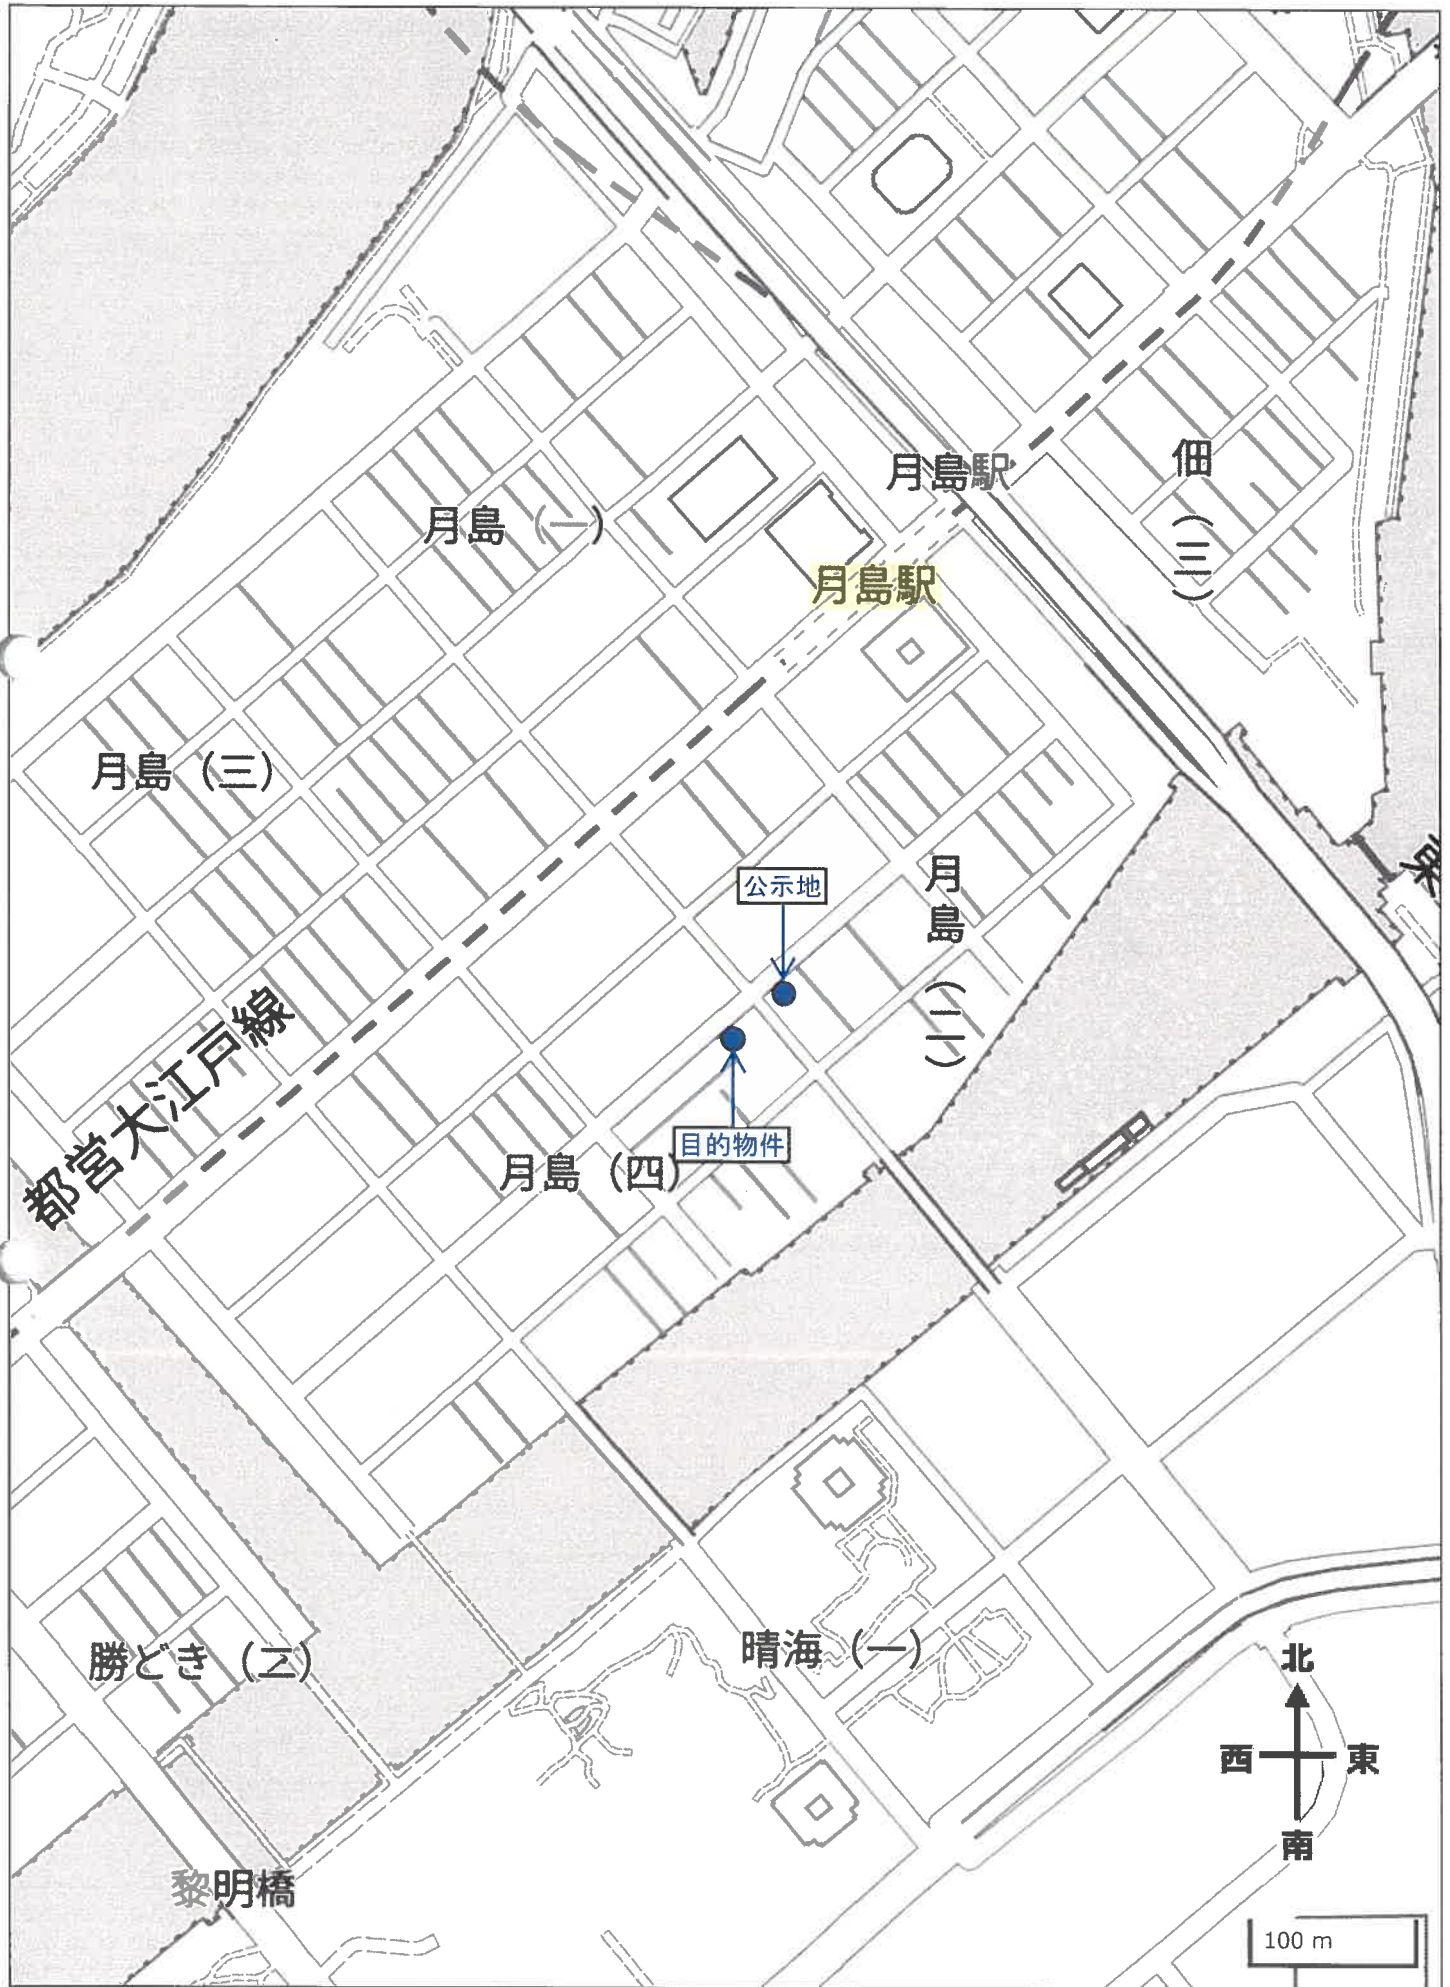 月島駅
佃(三)
月島(一)
月島駅
月島(三)
月島(二)
公示地
都営大江戸線
目的物件
月島(四)
勝どき(二)
晴海(一)
北
西
東
南
黎明橋
100 m